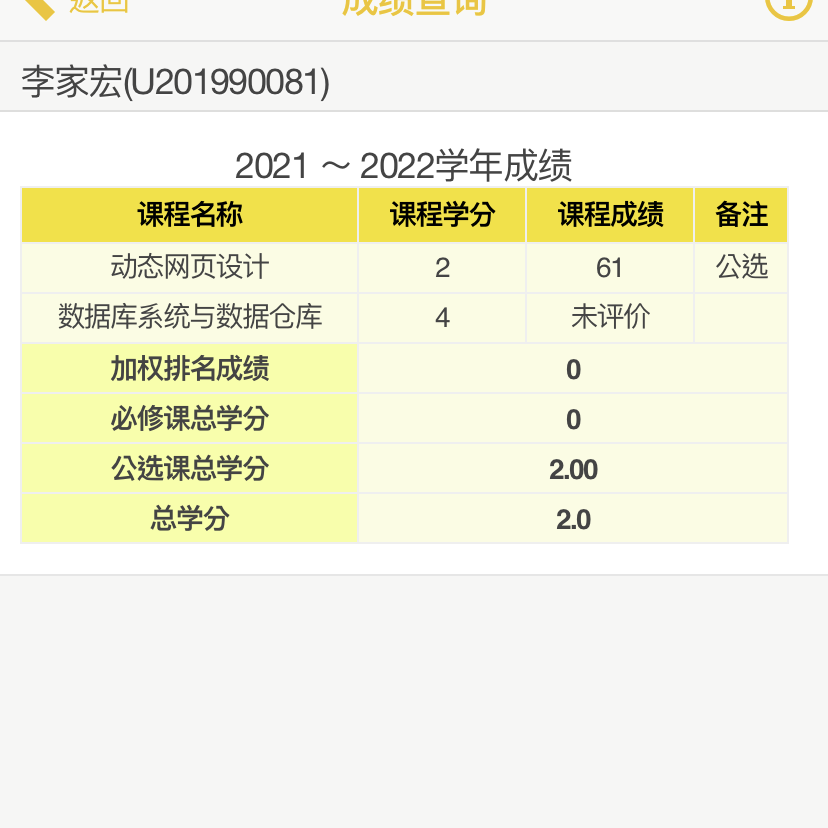 返回 成绩查询
李家宏(U201990081)
2021 ～ 2022学年成绩
课程名称 课程学分 课程成绩 备注
动态网页设计 2 61 公选
数据库系统与数据仓库 4 未评价
加权排名成绩 0
必修课总学分 0
公选课总学分 2.00
总学分 2.0